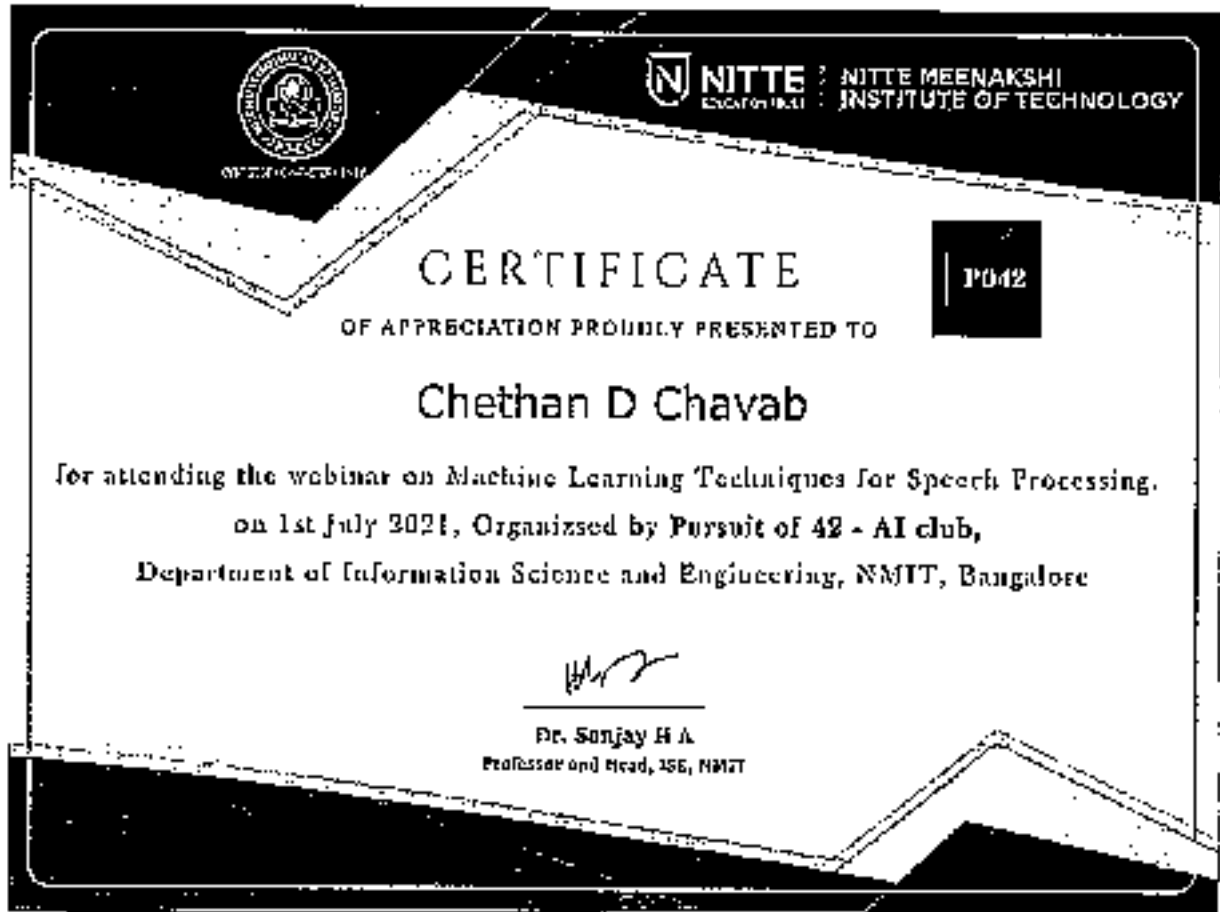 NITTE
NITTE MEENAKSHI
INSTITUTE OF TECHNOLOGY
CERTIFICATE
PO42
OF APPRECIATION PROUDLY PRESENTED TO
Chethan D Chavab
for attending the webinar on Machine Learning Techniques for Speech Processing.
on 1st July 2021, Organizsed by Pursuit of 42 - AI club,
Department of Information Science and Engineering, NMIT, Bangalore
Dr. Sanjay H A
Professor and Head, ISE, NMIT